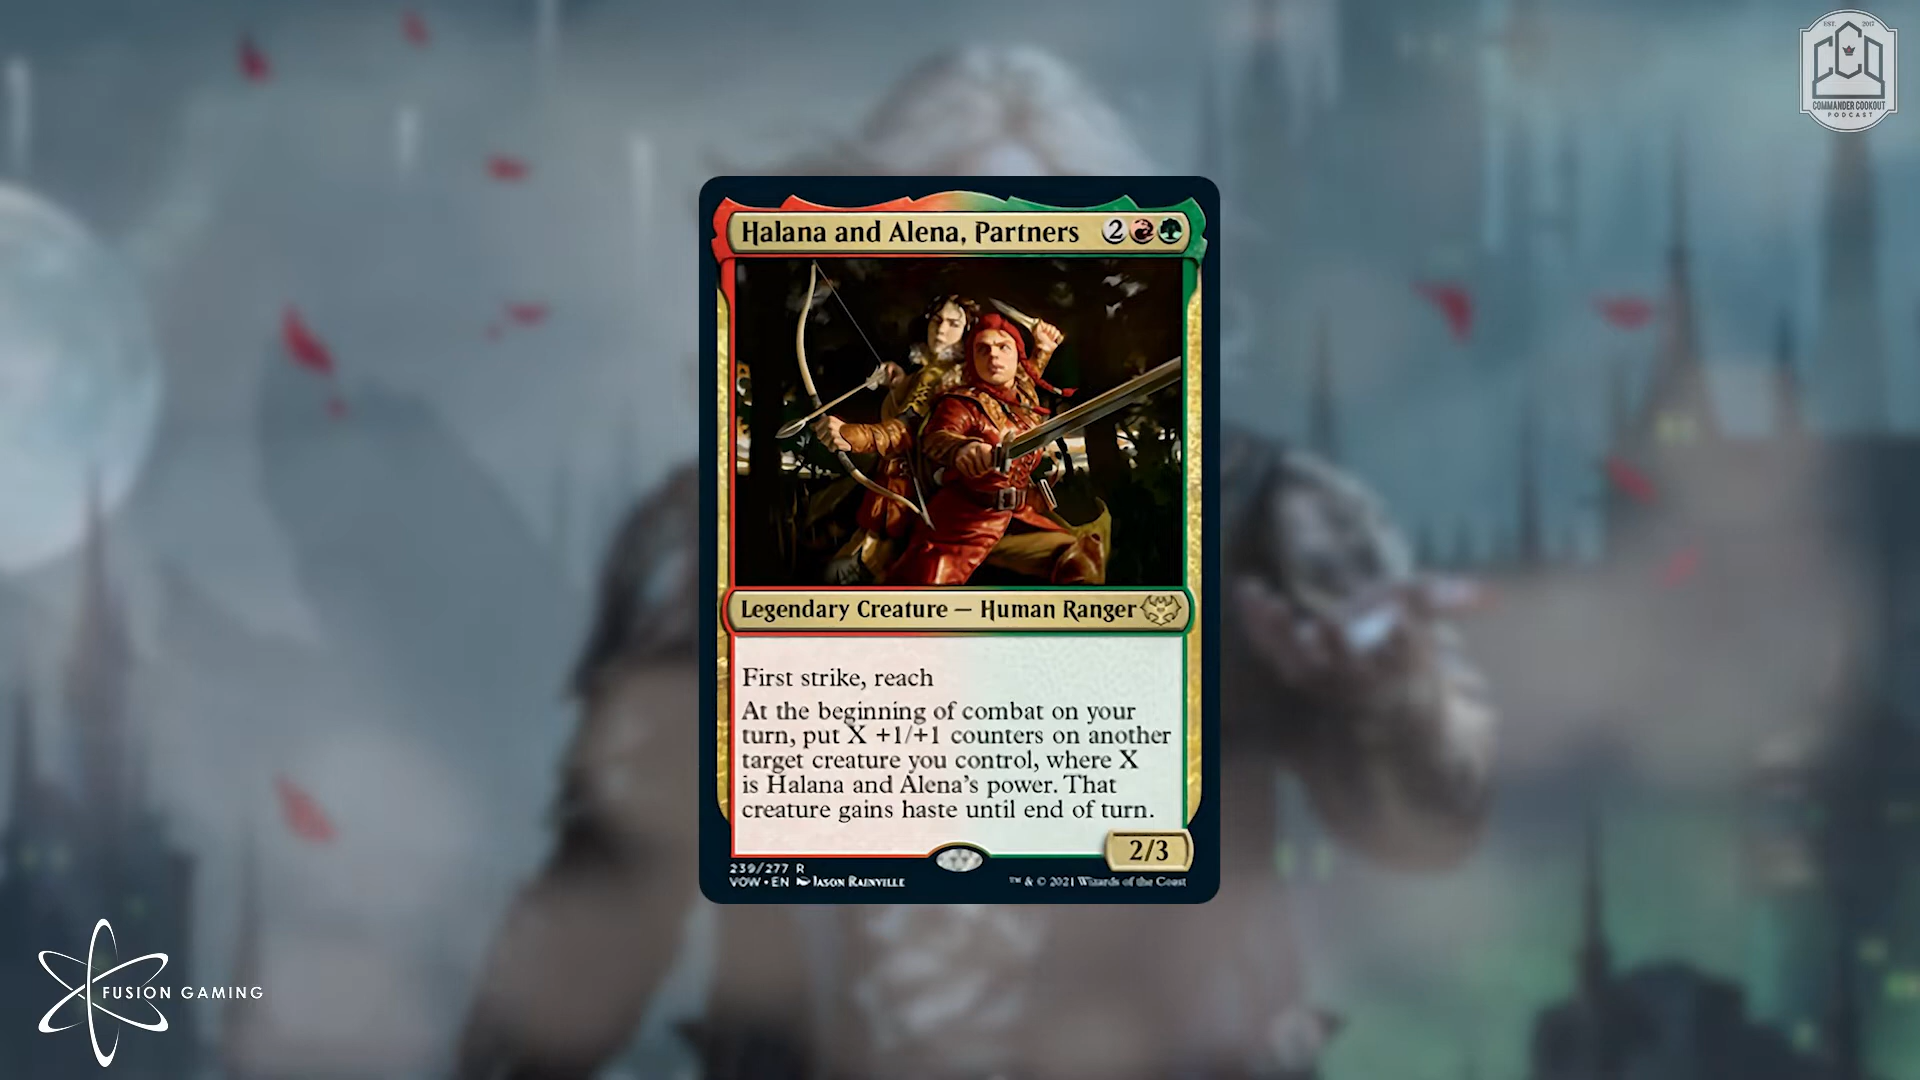 EST. 2017
CCO
COMMANDER COOKOUT
PODCAST
Halana and Alena, Partners 2
Legendary Creature — Human Ranger
First strike, reach
At the beginning of combat on your
turn, put X +1/+1 counters on another
target creature you control, where X
is Halana and Alena's power. That
creature gains haste until end of turn.
2/3
239/277 R
VOW • EN Jason Rainville
™ & © 2021 Wizards of the Coast
FUSION GAMING